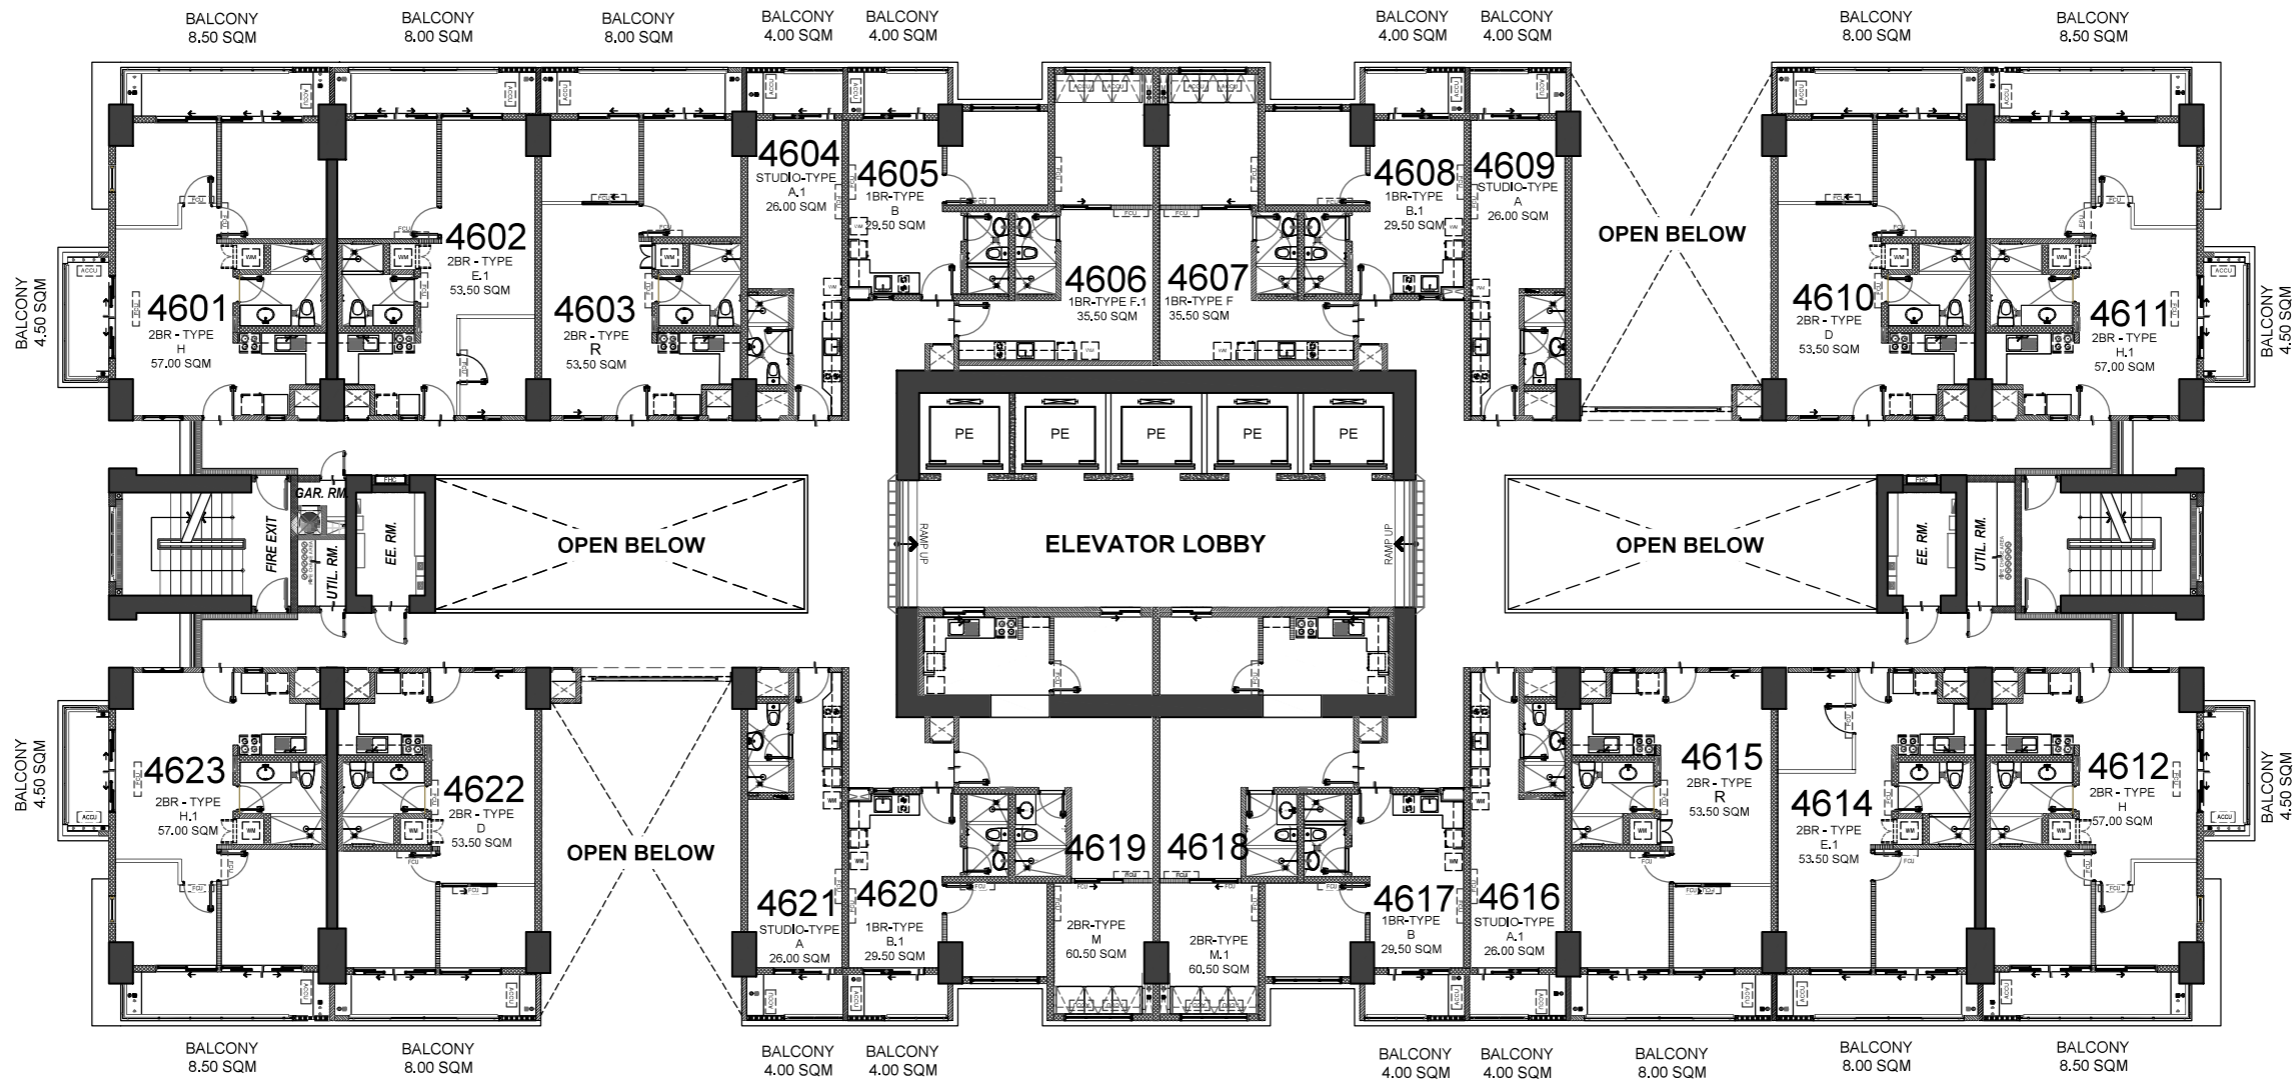 BALCONY
8.50 SQM
BALCONY
8.00 SQM
BALCONY
8.00 SQM
BALCONY
4.00 SQM
BALCONY
4.00 SQM
BALCONY
4.00 SQM
BALCONY
4.00 SQM
BALCONY
8.00 SQM
BALCONY
8.50 SQM
4601
2BR - TYPE
H
57.00 SQM
4602
2BR - TYPE
E.1
53.50 SQM
4603
2BR - TYPE
R
53.50 SQM
4604
STUDIO-TYPE
A.1
26.00 SQM
4605
1BR-TYPE
B
29.50 SQM
4606
1BR-TYPE F.1
35.50 SQM
4607
1BR-TYPE F
35.50 SQM
4608
1BR-TYPE
B.1
29.50 SQM
4609
STUDIO-TYPE
A
26.00 SQM
OPEN BELOW
4610
2BR - TYPE
D
53.50 SQM
4611
2BR - TYPE
H.1
57.00 SQM
BALCONY
4.50 SQM
BALCONY
4.50 SQM
PE
PE
PE
PE
PE
FIRE EXIT
GAR. RM.
UTIL. RM.
FHC
EE. RM.
OPEN BELOW
RAMP UP
ELEVATOR LOBBY
RAMP UP
OPEN BELOW
FHC
EE. RM.
UTIL. RM.
BALCONY
4.50 SQM
BALCONY
4.50 SQM
4623
2BR - TYPE
H.1
57.00 SQM
4622
2BR - TYPE
D
53.50 SQM
OPEN BELOW
4621
STUDIO-TYPE
A
26.00 SQM
4620
1BR-TYPE
B.1
29.50 SQM
4619
2BR-TYPE
M
60.50 SQM
4618
2BR-TYPE
M.1
60.50 SQM
4617
1BR-TYPE
B
29.50 SQM
4616
STUDIO-TYPE
A.1
26.00 SQM
4615
2BR - TYPE
R
53.50 SQM
4614
2BR - TYPE
E.1
53.50 SQM
4612
2BR - TYPE
H
57.00 SQM
BALCONY
8.50 SQM
BALCONY
8.00 SQM
BALCONY
4.00 SQM
BALCONY
4.00 SQM
BALCONY
4.00 SQM
BALCONY
4.00 SQM
BALCONY
8.00 SQM
BALCONY
8.00 SQM
BALCONY
8.50 SQM